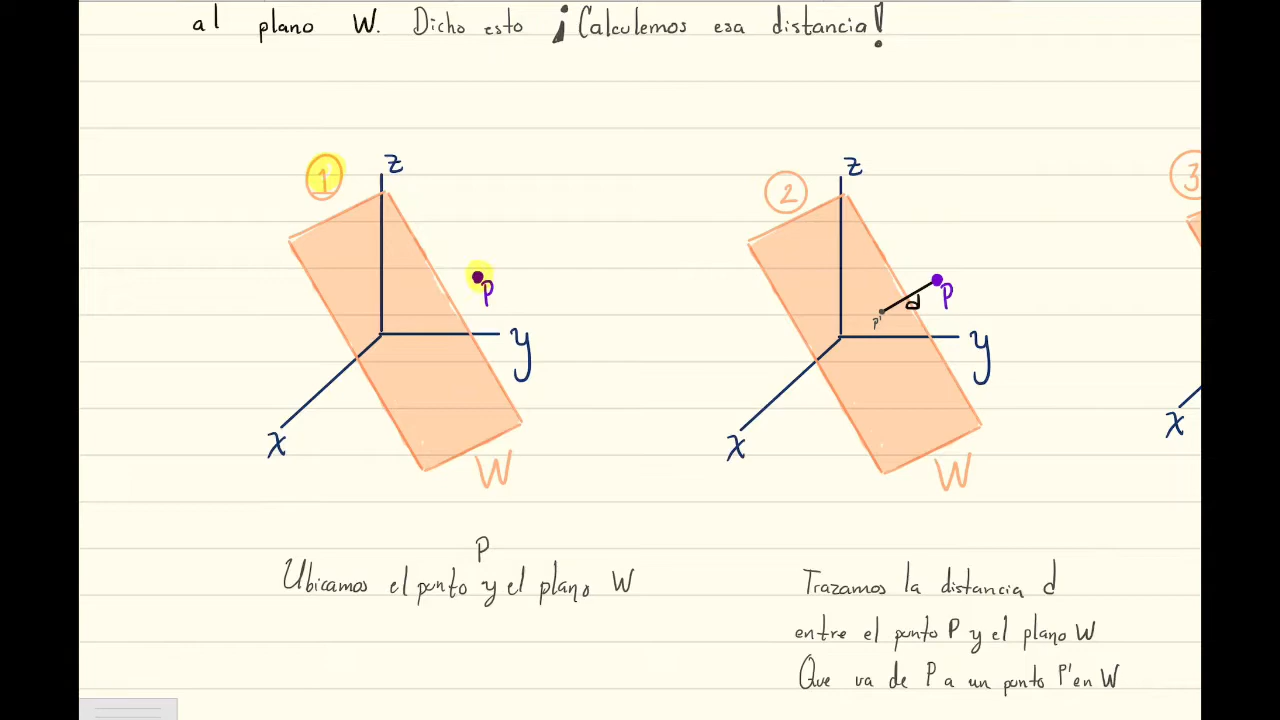 al plano W. Dicho esto ¡Calculemos esa distancia!
1
z
P
y
x
W
2
z
P
d
P'
y
x
W
3
x
P
Ubicamos el punto y el plano W
Trazamos la distancia d
entre el punto P y el plano W
Que va de P a un punto P' en W